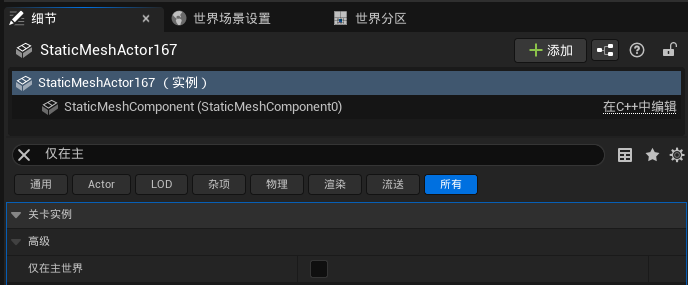 细节 × 世界场景设置 世界分区
StaticMeshActor167 + 添加
StaticMeshActor167 （实例）
StaticMeshComponent (StaticMeshComponent0) 在C++中编辑
仅在主
通用 Actor LOD 杂项 物理 渲染 流送 所有
关卡实例
高级
仅在主世界